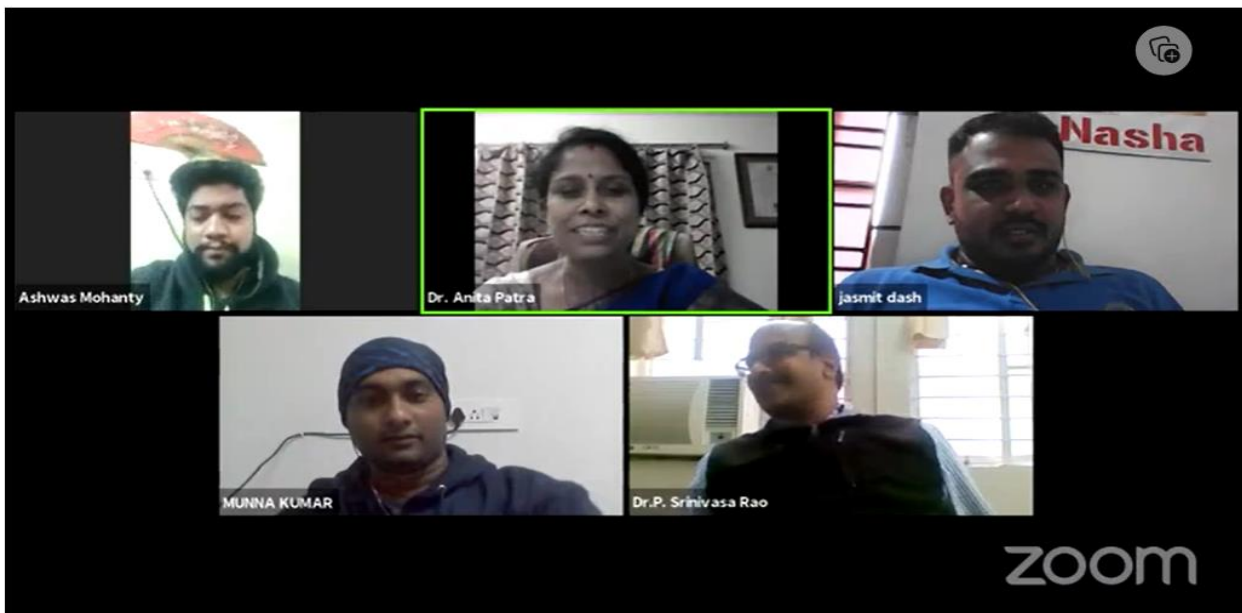 Nasha
Ashwas Mohanty
Dr. Anita Patra
jasmit dash
MUNNA KUMAR
Dr.P. Srinivasa Rao
zoom